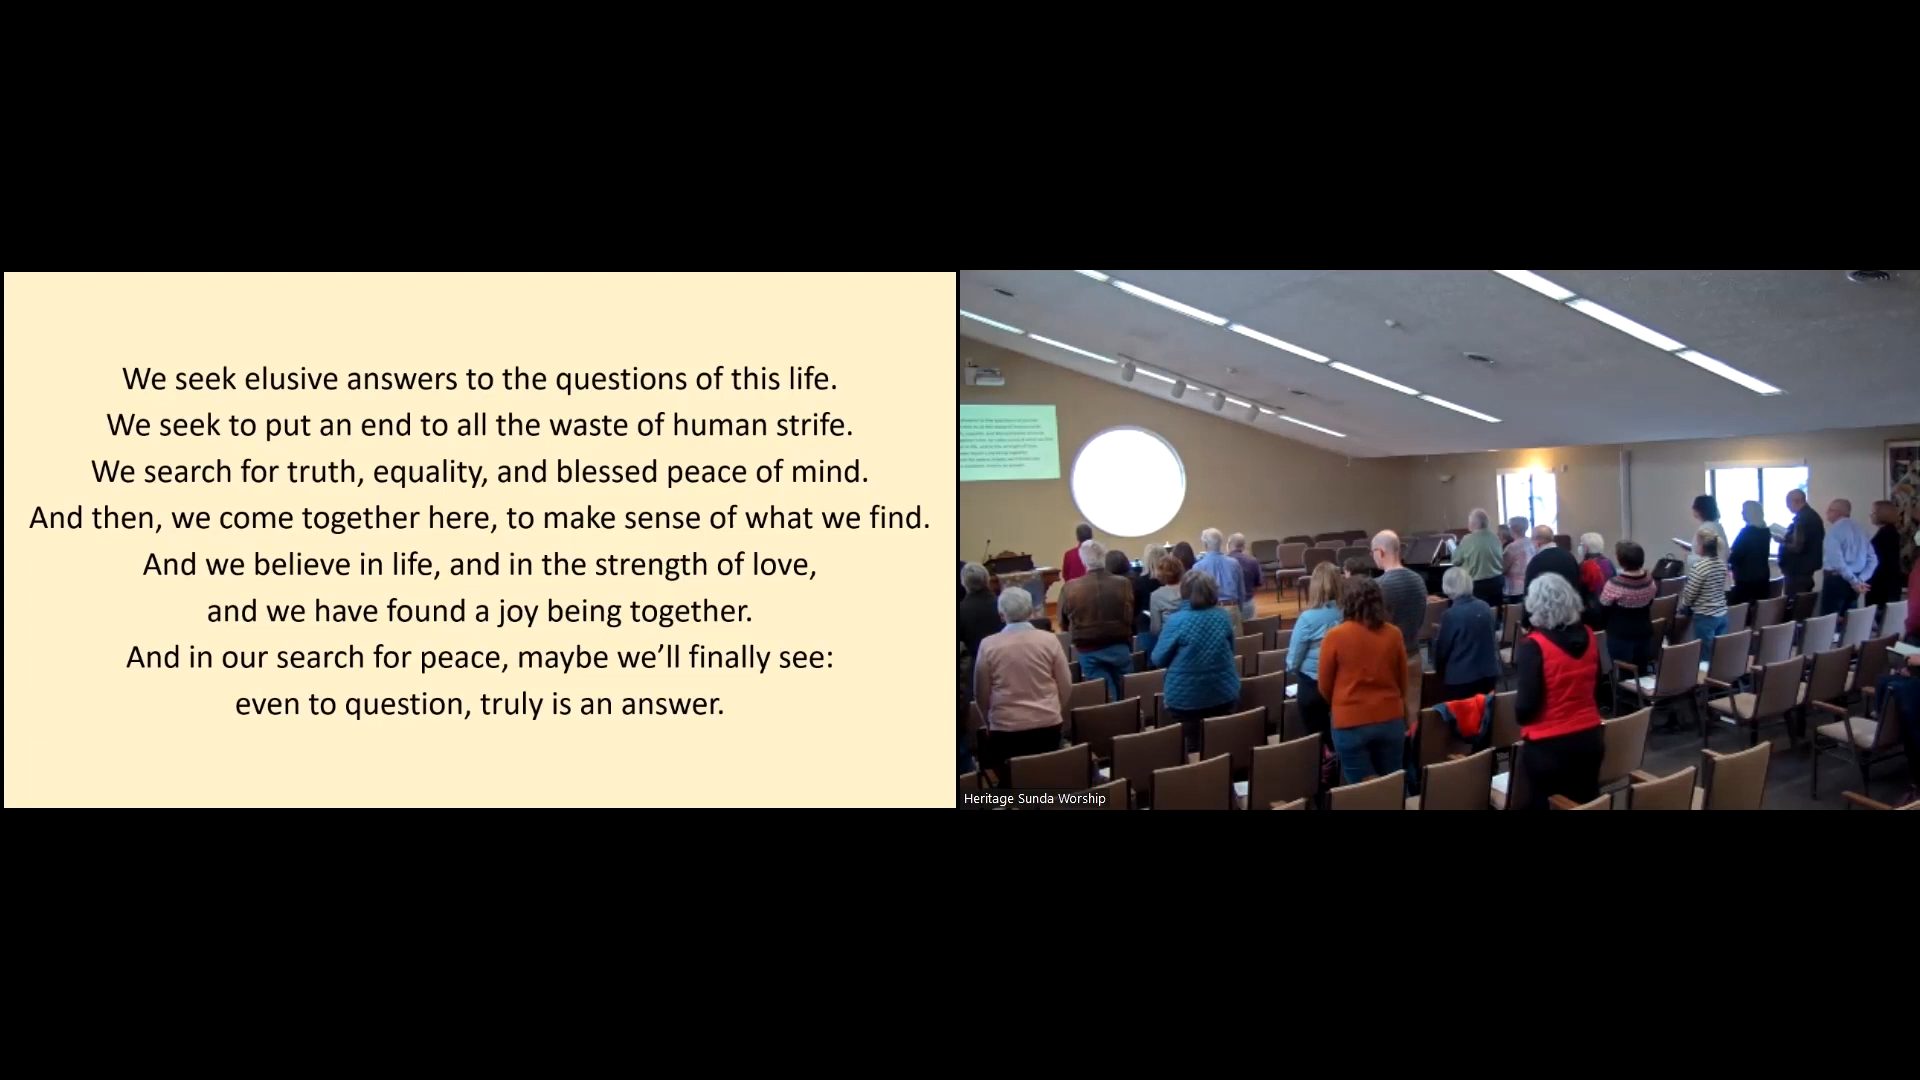 We seek elusive answers to the questions of this life.
We seek to put an end to all the waste of human strife.
We search for truth, equality, and blessed peace of mind.
And then, we come together here, to make sense of what we find.
And we believe in life, and in the strength of love,
and we have found a joy being together.
And in our search for peace, maybe we’ll finally see:
even to question, truly is an answer.
Heritage Sunda Worship